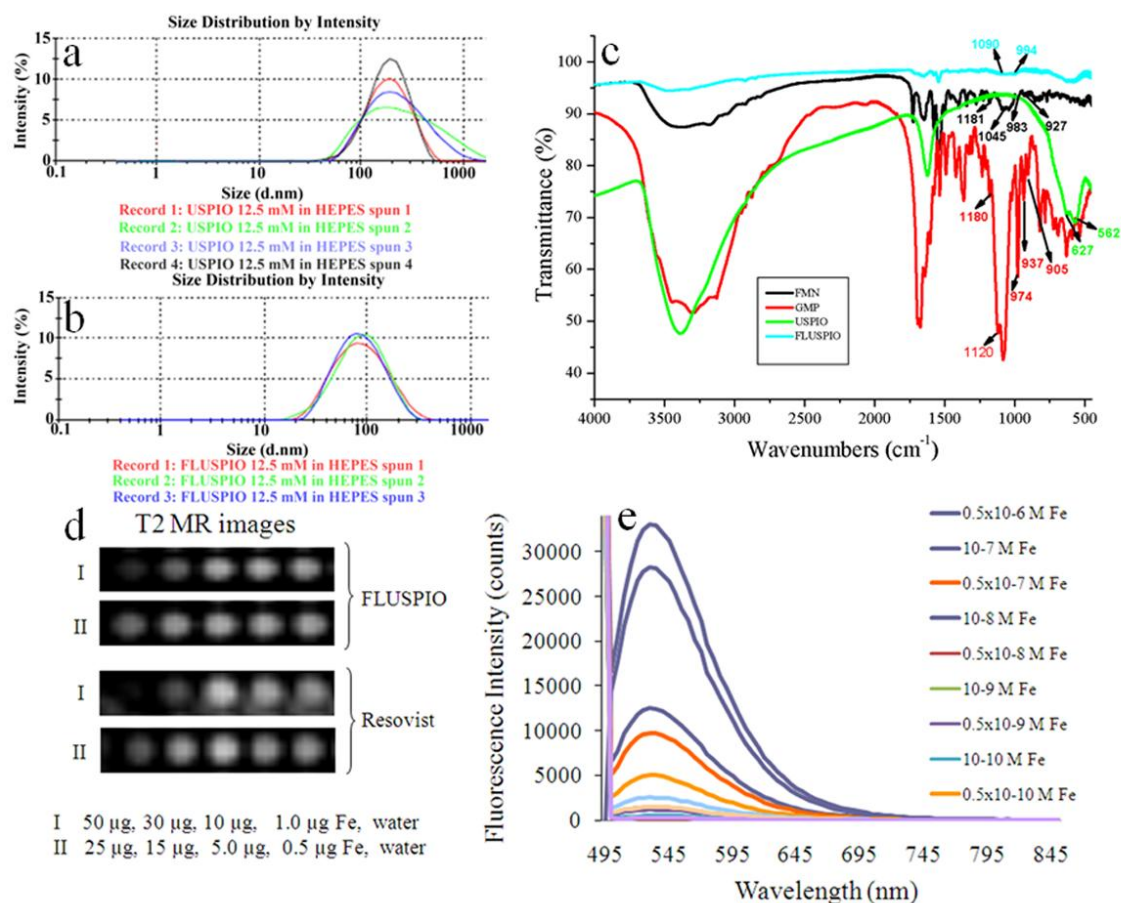 a
Size Distribution by Intensity
Intensity (%)
15
10
5
0
0.1 1 10 100 1000
Size (d.nm)
Record 1: USPIO 12.5 mM in HEPES spun 1
Record 2: USPIO 12.5 mM in HEPES spun 2
Record 3: USPIO 12.5 mM in HEPES spun 3
Record 4: USPIO 12.5 mM in HEPES spun 4
b
Size Distribution by Intensity
Intensity (%)
15
10
5
0
0.1 1 10 100 1000
Size (d.nm)
Record 1: FLUSPIO 12.5 mM in HEPES spun 1
Record 2: FLUSPIO 12.5 mM in HEPES spun 2
Record 3: FLUSPIO 12.5 mM in HEPES spun 3
c
Transmittance (%)
100
90
80
70
60
50
40
1090 994
1181
1045
983
927
1180
1120
974
937
905
627
562
FMN
GMP
USPIO
FLUSPIO
4000 3500 3000 2500 2000 1500 1000 500
Wavenumbers (cm-1)
d
T2 MR images
I
II
FLUSPIO
I
II
Resovist
I 50 µg, 30 µg, 10 µg, 1.0 µg Fe, water
II 25 µg, 15 µg, 5.0 µg, 0.5 µg Fe, water
e
Fluorescence Intensity (counts)
30000
25000
20000
15000
10000
5000
0
495 545 595 645 695 745 795 845
Wavelength (nm)
0.5x10-6 M Fe
10-7 M Fe
0.5x10-7 M Fe
10-8 M Fe
0.5x10-8 M Fe
10-9 M Fe
0.5x10-9 M Fe
10-10 M Fe
0.5x10-10 M Fe